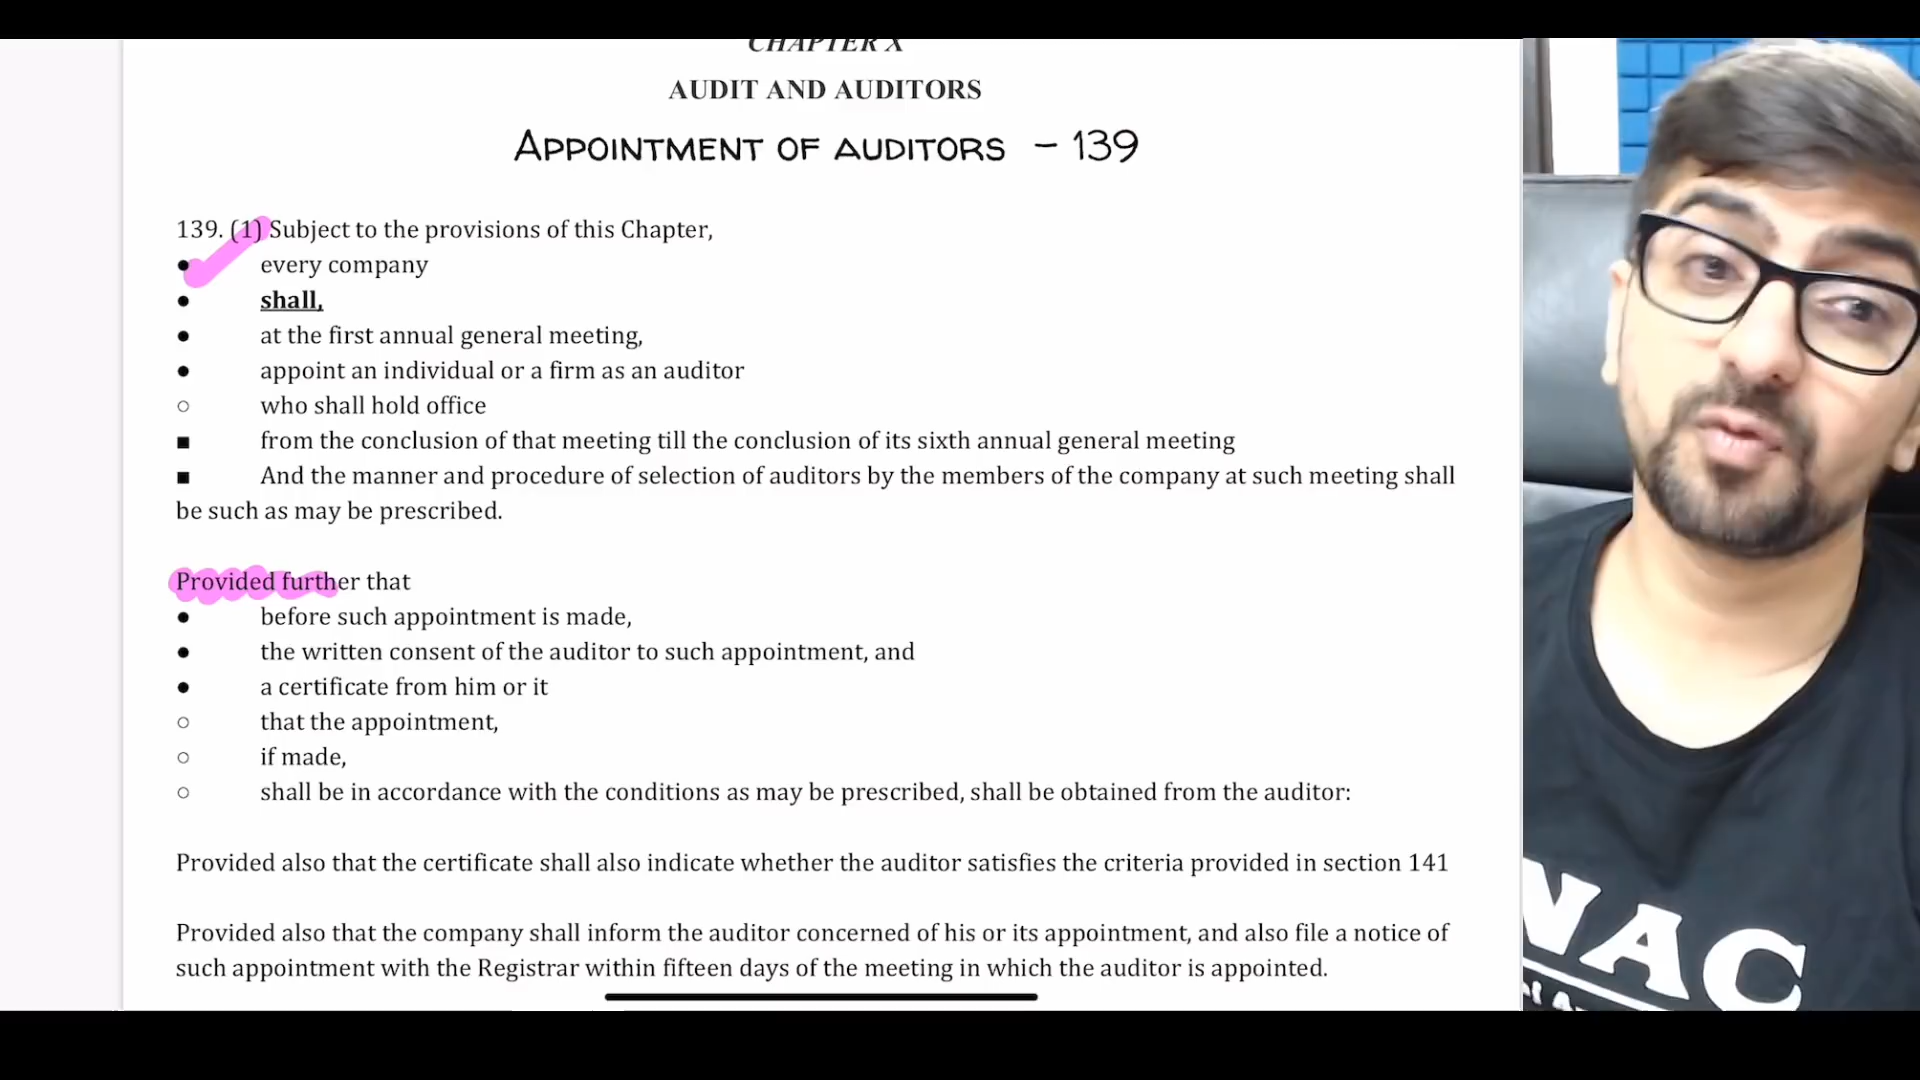 CHAPTER X
AUDIT AND AUDITORS
APPOINTMENT OF AUDITORS – 139
139. (1) Subject to the provisions of this Chapter,
● every company
● shall,
● at the first annual general meeting,
● appoint an individual or a firm as an auditor
○ who shall hold office
■ from the conclusion of that meeting till the conclusion of its sixth annual general meeting
■ And the manner and procedure of selection of auditors by the members of the company at such meeting shall
be such as may be prescribed.
Provided further that
● before such appointment is made,
● the written consent of the auditor to such appointment, and
● a certificate from him or it
○ that the appointment,
○ if made,
○ shall be in accordance with the conditions as may be prescribed, shall be obtained from the auditor:
Provided also that the certificate shall also indicate whether the auditor satisfies the criteria provided in section 141
Provided also that the company shall inform the auditor concerned of his or its appointment, and also file a notice of
such appointment with the Registrar within fifteen days of the meeting in which the auditor is appointed.
NAC